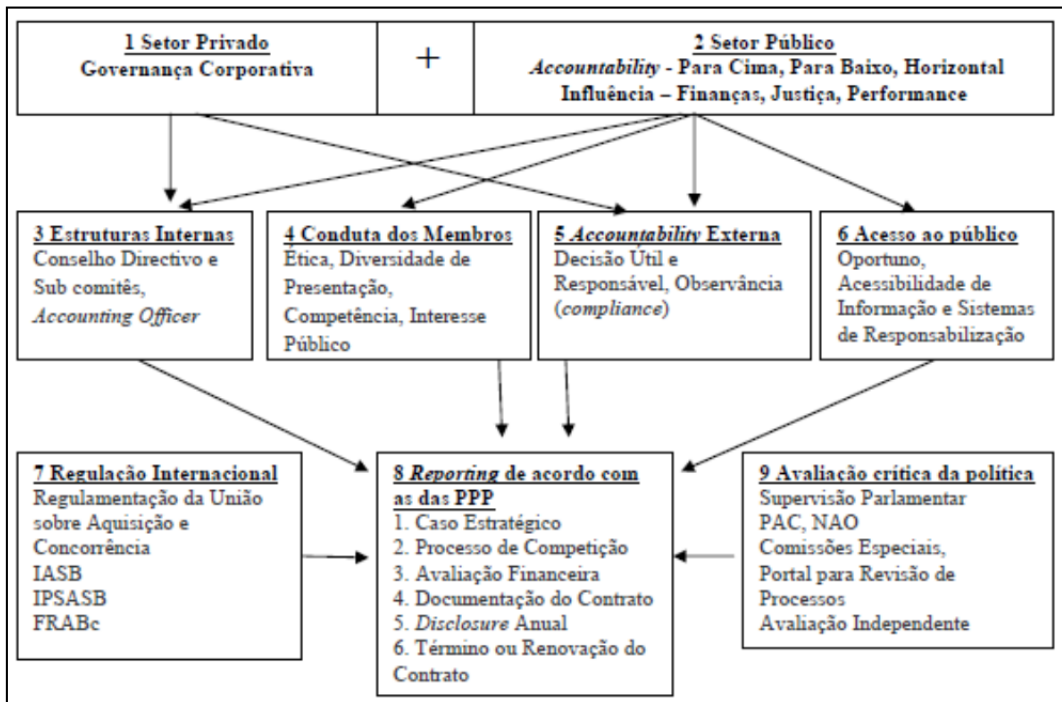 1 Setor Privado
Governança Corporativa
+
2 Setor Público
Accountability - Para Cima, Para Baixo, Horizontal
Influência – Finanças, Justiça, Performance
3 Estruturas Internas
Conselho Directivo e
Sub comitês,
Accounting Officer
4 Conduta dos Membros
Ética, Diversidade de
Presentação,
Competência, Interesse
Público
5 Accountability Externa
Decisão Útil e
Responsável, Observância
(compliance)
6 Acesso ao público
Oportuno,
Acessibilidade de
Informação e Sistemas
de Responsabilização
7 Regulação Internacional
Regulamentação da União
sobre Aquisição e
Concorrência
IASB
IPSASB
FRABc
8 Reporting de acordo com
as das PPP
1. Caso Estratégico
2. Processo de Competição
3. Avaliação Financeira
4. Documentação do Contrato
5. Disclosure Anual
6. Término ou Renovação do
Contrato
9 Avaliação crítica da política
Supervisão Parlamentar
PAC, NAO
Comissões Especiais,
Portal para Revisão de
Processos
Avaliação Independente